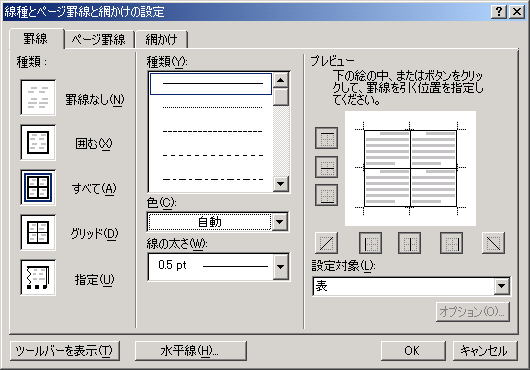 線種とページ罫線と網かけの設定
罫線
ページ罫線
網かけ
種類：
罫線なし(N)
囲む(X)
すべて(A)
グリッド(D)
指定(U)
種類(Y):
色(C):
自動
線の太さ(W):
0.5 pt
プレビュー
下の絵の中、またはボタンをクリッ
クして、罫線を引く位置を指定し
てください。
設定対象(L):
表
オプション(O)...
ツールバーを表示(T)
水平線(H)...
OK
キャンセル